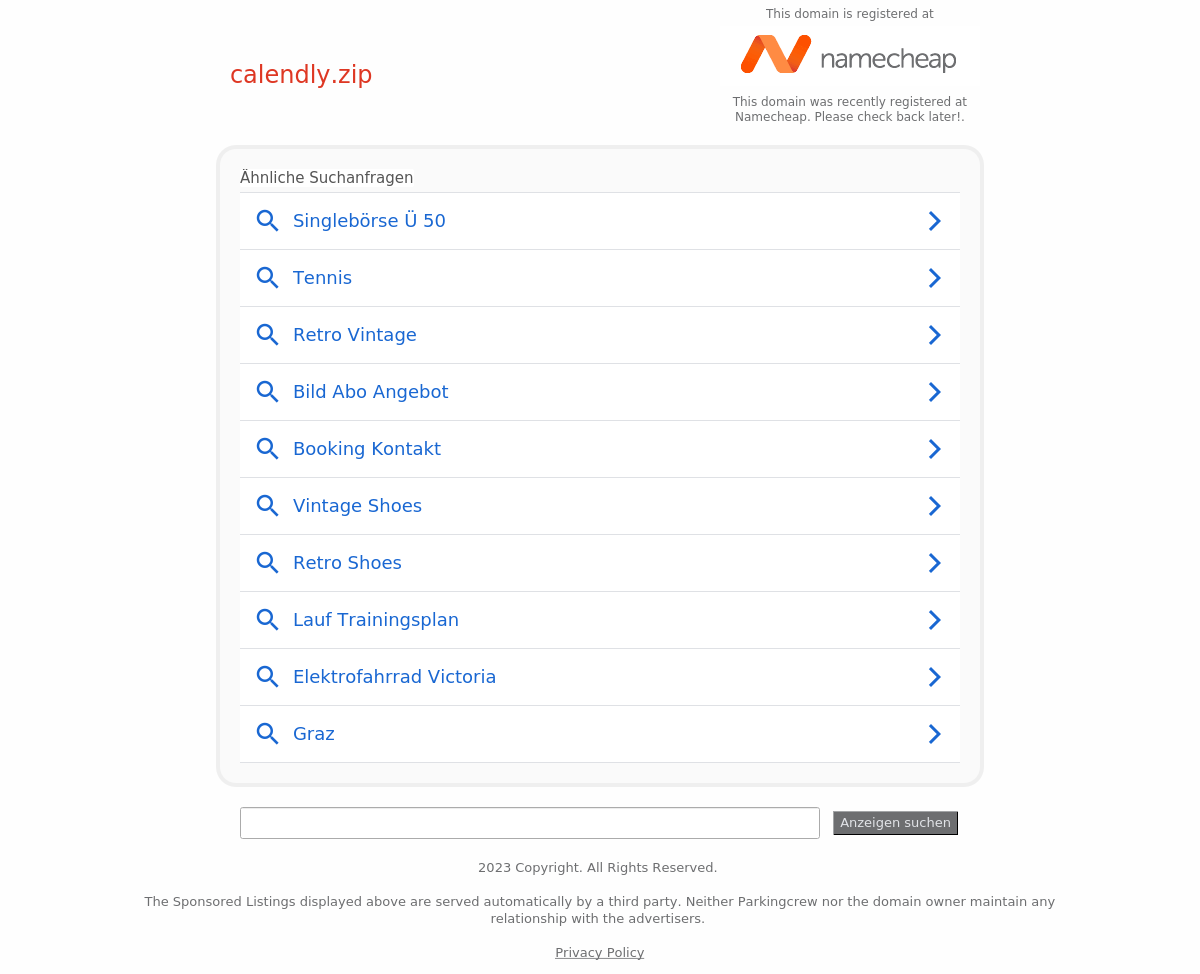 This domain is registered at
namecheap
calendly.zip
This domain was recently registered at
Namecheap. Please check back later!.
Ähnliche Suchanfragen
Singlebörse Ü 50
Tennis
Retro Vintage
Bild Abo Angebot
Booking Kontakt
Vintage Shoes
Retro Shoes
Lauf Trainingsplan
Elektrofahrrad Victoria
Graz
Anzeigen suchen
2023 Copyright. All Rights Reserved.
The Sponsored Listings displayed above are served automatically by a third party. Neither Parkingcrew nor the domain owner maintain any
relationship with the advertisers.
Privacy Policy